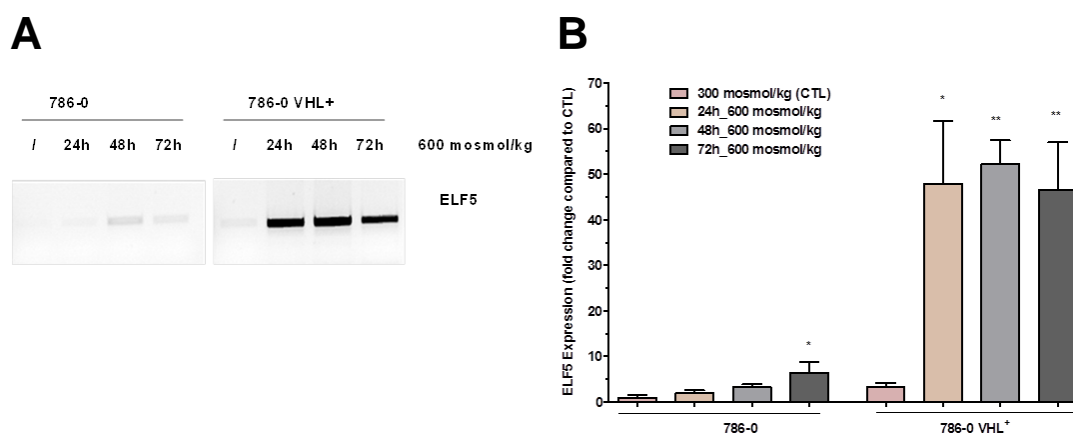 A
786-0
786-0 VHL+
/ 24h 48h 72h / 24h 48h 72h 600 mosmol/kg
ELF5
B
ELF5 Expression (fold change compared to CTL)
70
60
50
40
30
20
10
0
300 mosmol/kg (CTL)
24h_600 mosmol/kg
48h_600 mosmol/kg
72h_600 mosmol/kg
*
*
**
**
786-0
786-0 VHL+